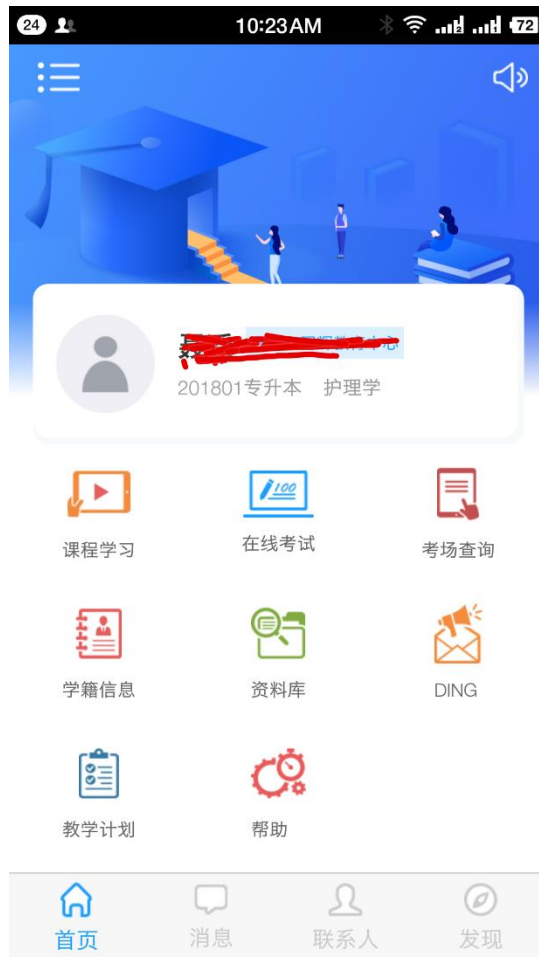 24 10:23AM 72
201801专升本 护理学
100
课程学习 在线考试 考场查询
学籍信息 资料库 DING
教学计划 帮助
首页 消息 联系人 发现